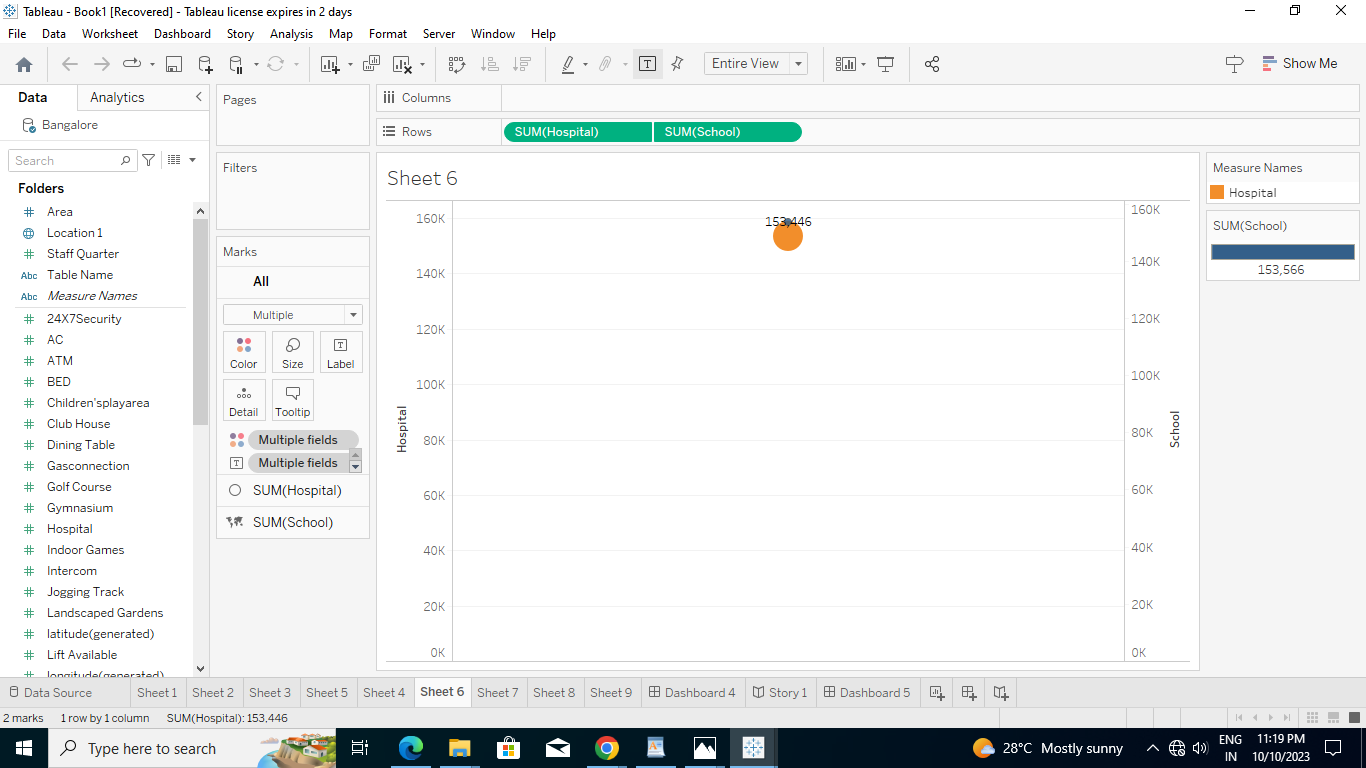 Tableau - Book1 [Recovered] - Tableau license expires in 2 days
File Data Worksheet Dashboard Story Analysis Map Format Server Window Help
Entire View
Show Me
Data Analytics
Bangalore
Search
Folders
Area
Location 1
Staff Quarter
Abc Table Name
Abc Measure Names
24X7Security
AC
ATM
BED
Children'splayarea
Club House
Dining Table
Gasconnection
Golf Course
Gymnasium
Hospital
Indoor Games
Intercom
Jogging Track
Landscaped Gardens
latitude(generated)
Lift Available
longitude(generated)
Pages
Filters
Marks
All
Multiple
Color Size Label
Detail Tooltip
Multiple fields
Multiple fields
SUM(Hospital)
SUM(School)
Columns
Rows SUM(Hospital) SUM(School)
Sheet 6
160K
140K
120K
100K
80K
60K
40K
20K
0K
Hospital
153,446
160K
140K
120K
100K
80K
60K
40K
20K
0K
School
Measure Names
Hospital
SUM(School)
153,566
Data Source Sheet 1 Sheet 2 Sheet 3 Sheet 5 Sheet 4 Sheet 6 Sheet 7 Sheet 8 Sheet 9 Dashboard 4 Story 1 Dashboard 5
2 marks 1 row by 1 column SUM(Hospital): 153,446
Type here to search
28°C Mostly sunny
ENG
IN
11:19 PM
10/10/2023